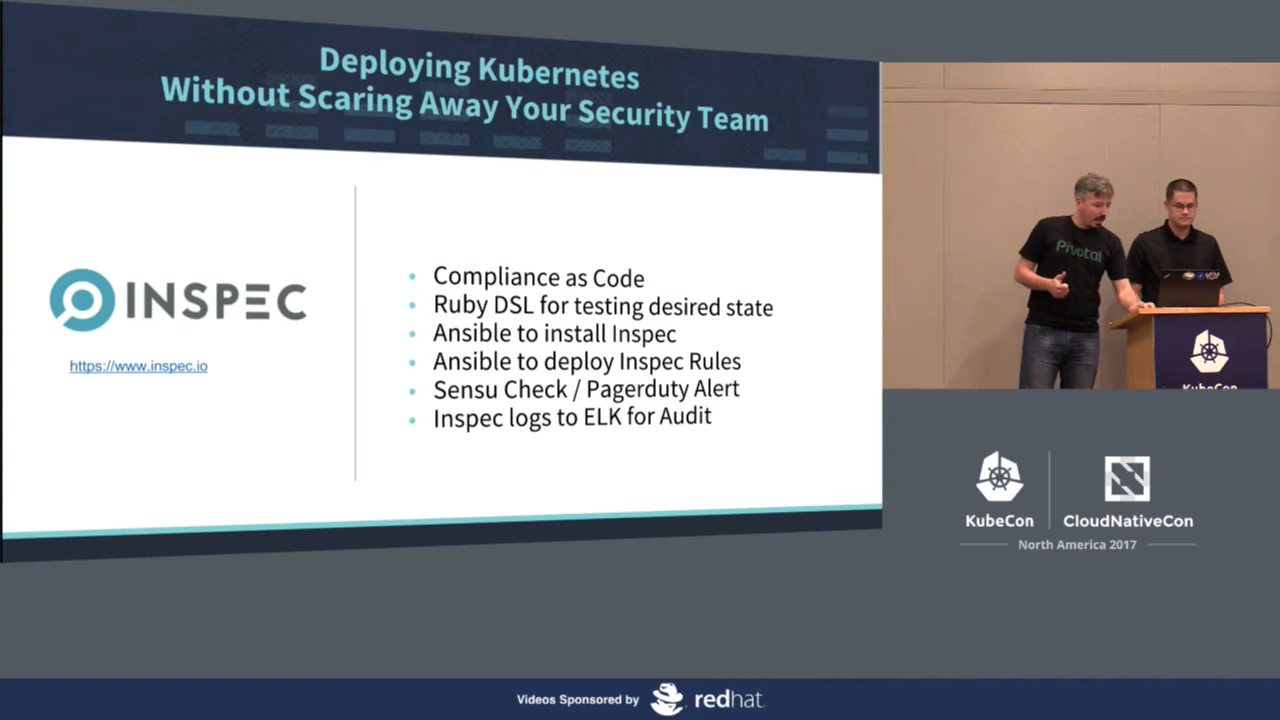 Deploying Kubernetes
Without Scaring Away Your Security Team
INSPEC
https://www.inspec.io
• Compliance as Code
• Ruby DSL for testing desired state
• Ansible to install Inspec
• Ansible to deploy Inspec Rules
• Sensu Check / Pagerduty Alert
• Inspec logs to ELK for Audit
Pivotal
KubeCon
KubeCon
CloudNativeCon
North America 2017
Videos Sponsored by
redhat.